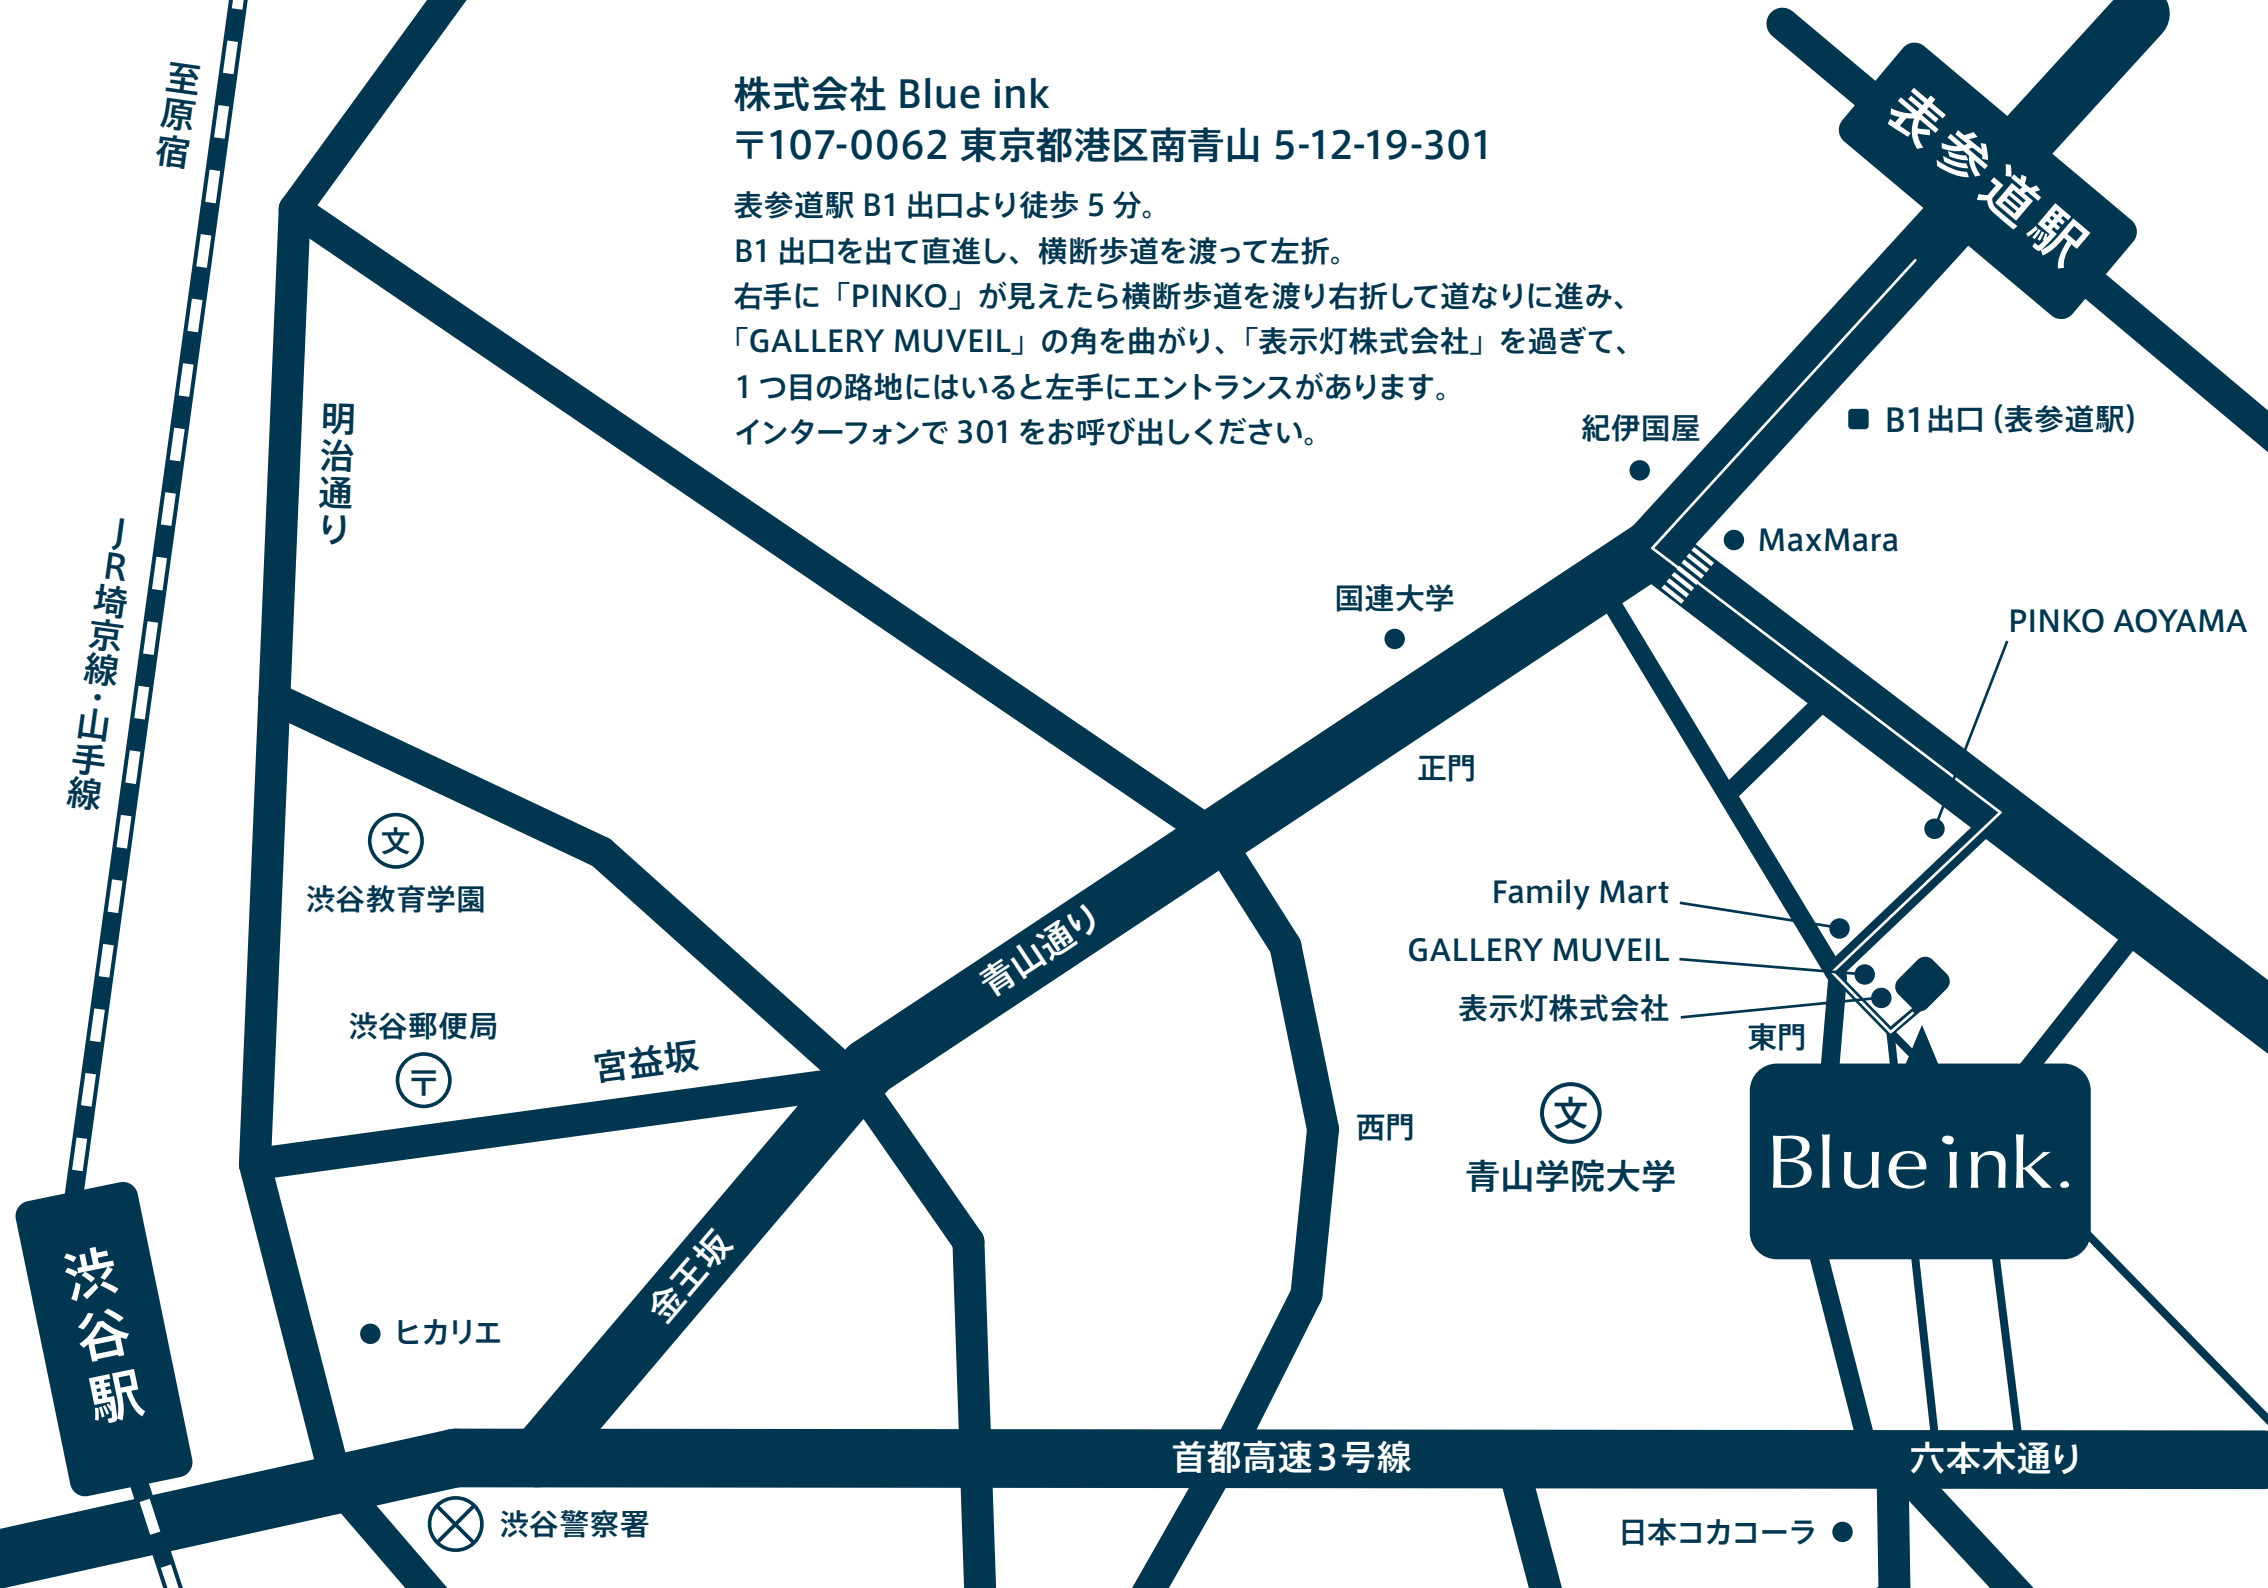 株式会社 Blue ink
〒107-0062 東京都港区南青山 5-12-19-301
表参道駅 B1 出口より徒歩 5 分。
B1 出口を出て直進し、横断歩道を渡って左折。
右手に「PINKO」が見えたら横断歩道を渡り右折して道なりに進み、
「GALLERY MUVEIL」の角を曲がり、「表示灯株式会社」を過ぎて、
1 つ目の路地にはいると左手にエントランスがあります。
インターフォンで 301 をお呼び出しください。
至原宿
表参道駅
明治通り
紀伊国屋
B1出口（表参道駅）
JR埼京線・山手線
MaxMara
国連大学
PINKO AOYAMA
正門
文
渋谷教育学園
Family Mart
青山通り
GALLERY MUVEIL
表示灯株式会社
渋谷郵便局
〒
宮益坂
東門
西門
文
青山学院大学
Blue ink.
渋谷駅
金王坂
ヒカリエ
首都高速3号線
六本木通り
渋谷警察署
日本コカコーラ